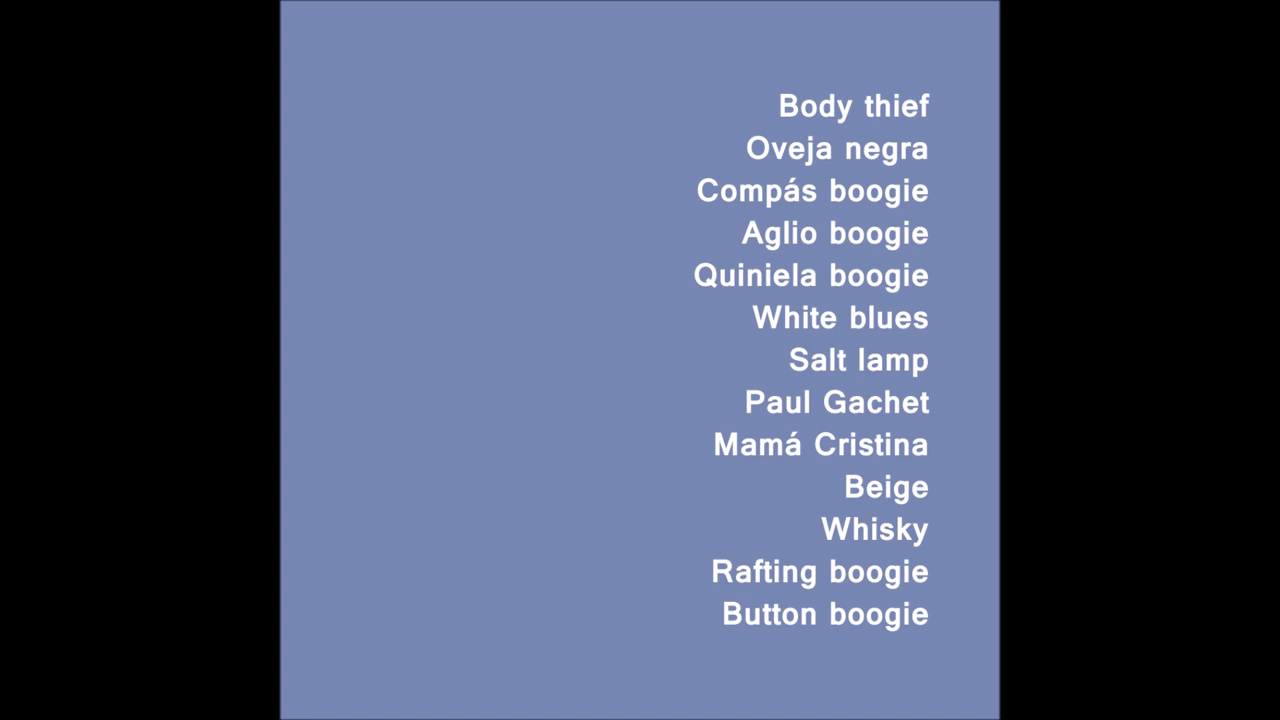 Body thief
Oveja negra
Compás boogie
Aglio boogie
Quiniela boogie
White blues
Salt lamp
Paul Gachet
Mamá Cristina
Beige
Whisky
Rafting boogie
Button boogie